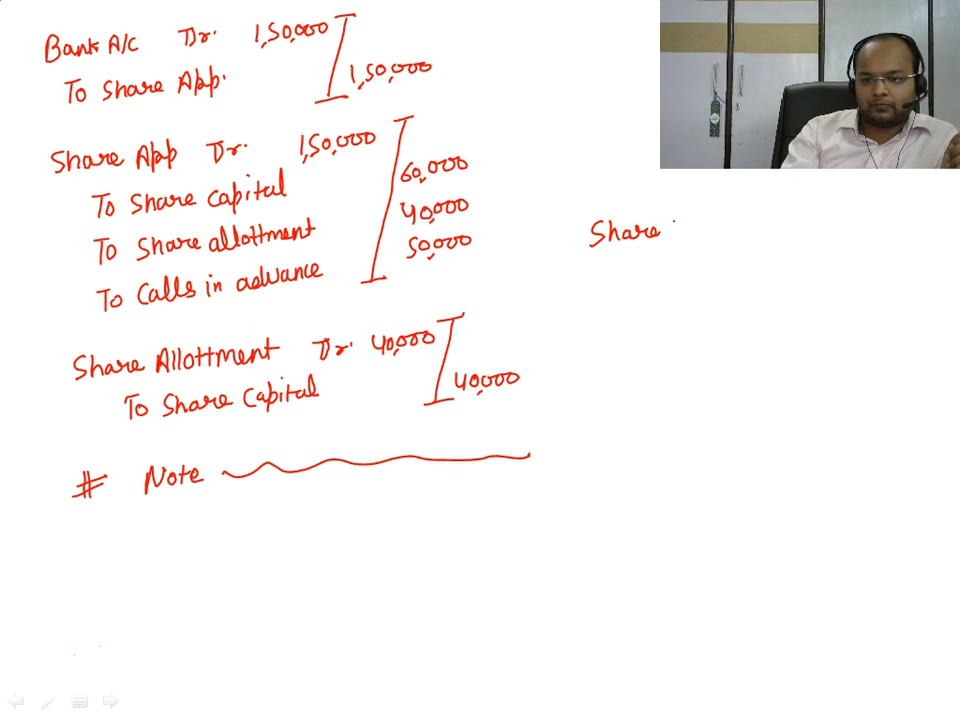 Bank A/C Dr. 1,50,000
To Share App. 1,50,000
Share App Dr. 1,50,000
To Share Capital 60,000
To Share allottment 40,000
To Calls in advance 50,000
Share
Share Allottment Dr. 40,000
To Share Capital 40,000
# Note